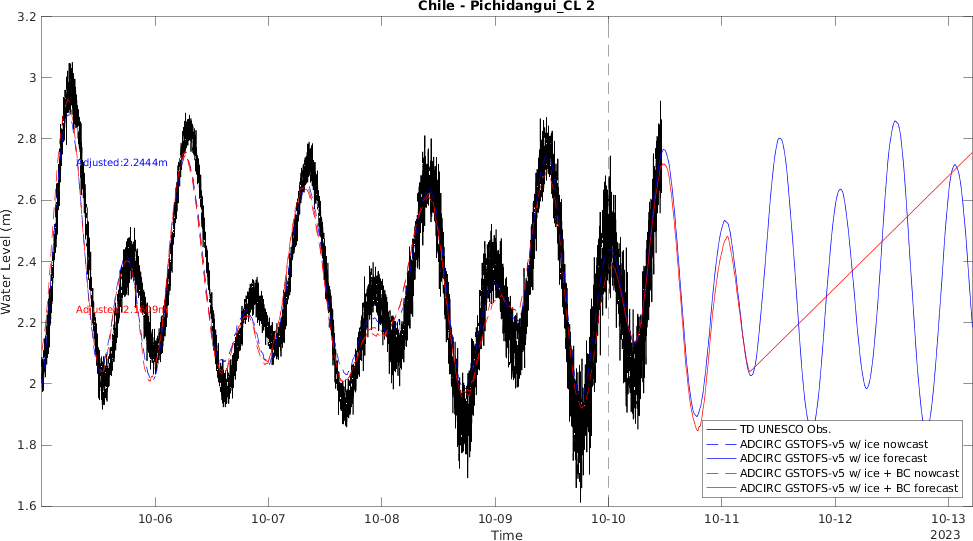 Chile - Pichidangui_CL 2
Water Level (m)
3.2
3
2.8
2.6
2.4
2.2
2
1.8
1.6
Adjusted:2.2444m
TD UNESCO Obs.
ADCIRC GSTOFS-v5 w/ ice nowcast
ADCIRC GSTOFS-v5 w/ ice forecast
ADCIRC GSTOFS-v5 w/ ice + BC nowcast
ADCIRC GSTOFS-v5 w/ ice + BC forecast
10-06 10-07 10-08 10-09 10-10 10-11 10-12 10-13
2023
Time